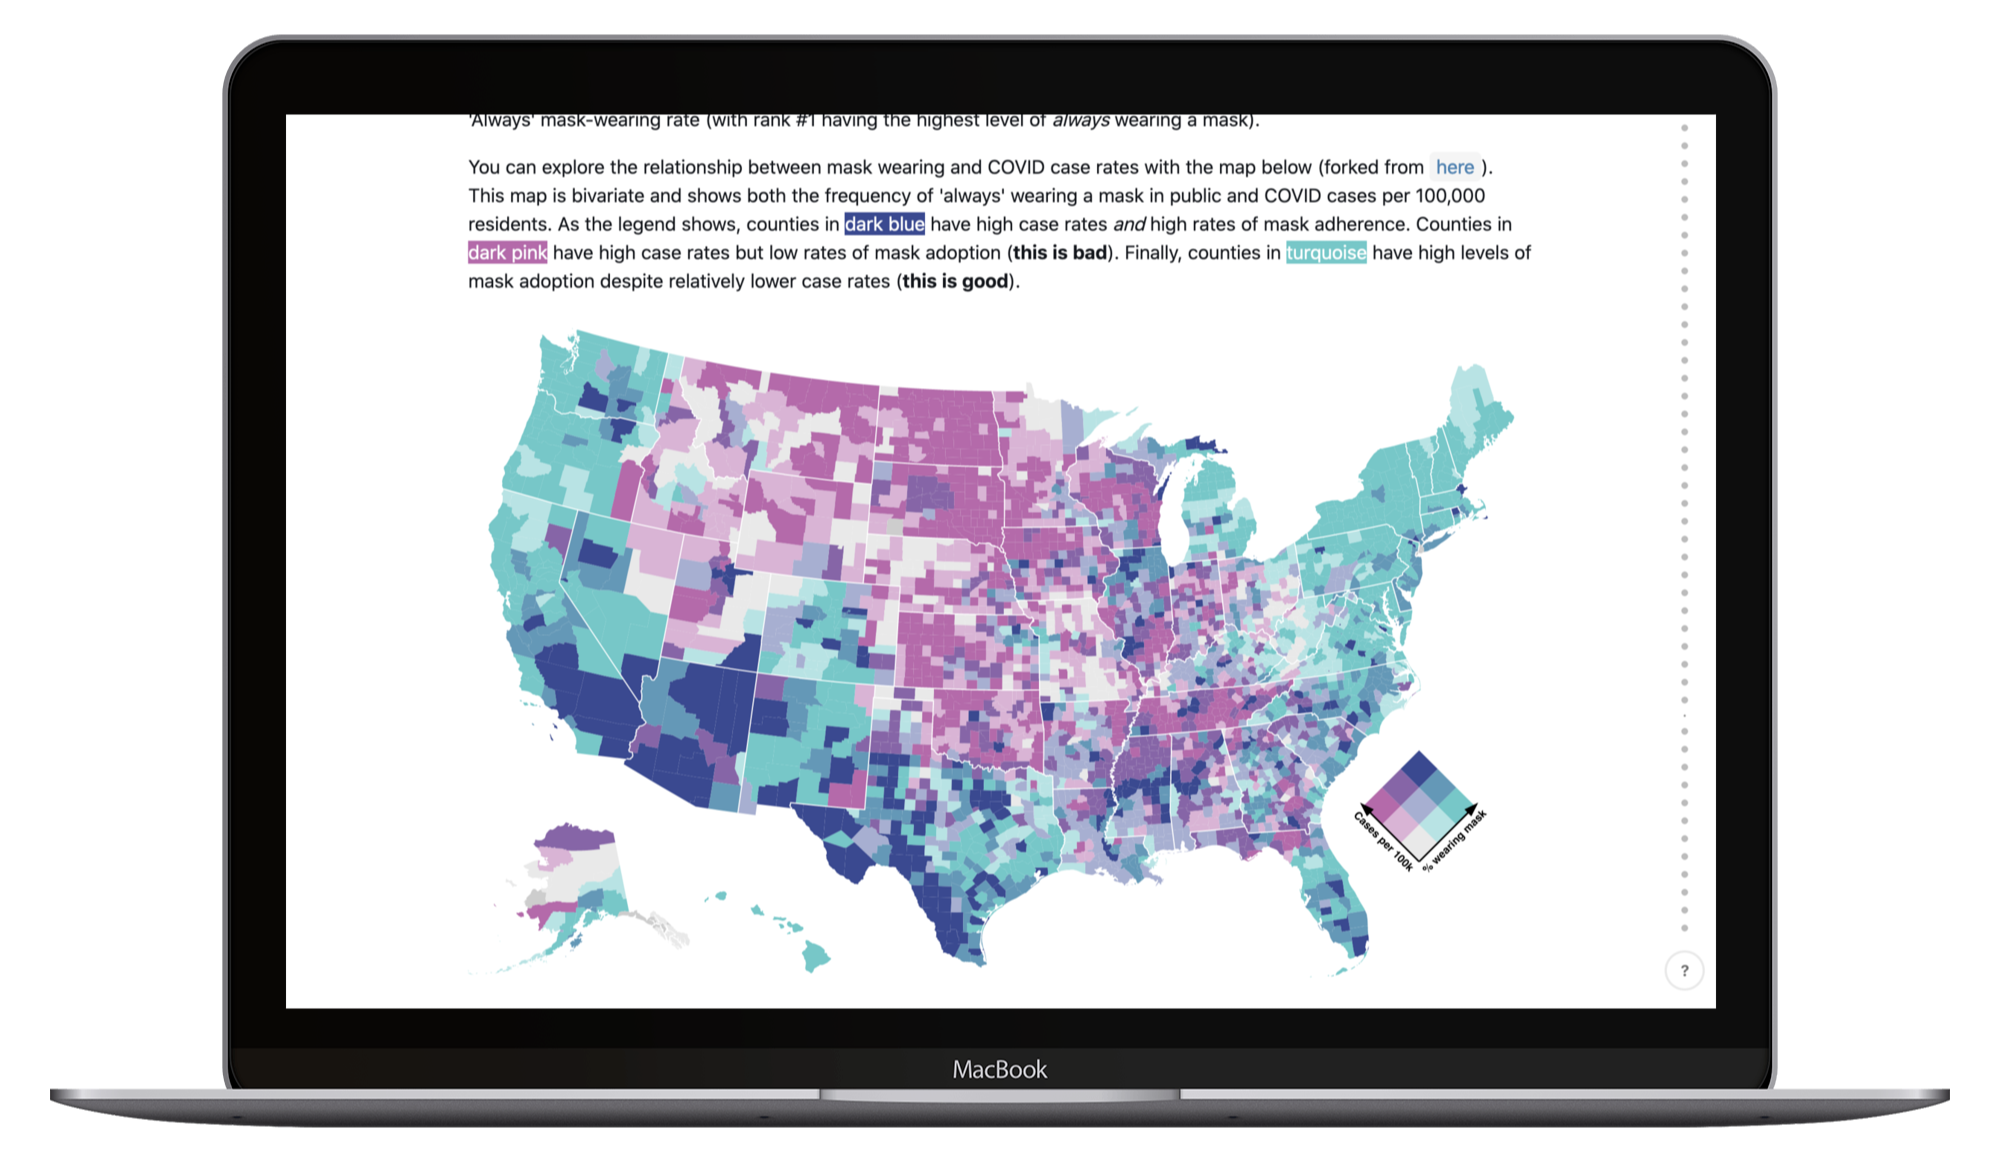 'Always' mask-wearing rate (with rank #1 having the highest level of always wearing a mask).
You can explore the relationship between mask wearing and COVID case rates with the map below (forked from here ).
This map is bivariate and shows both the frequency of 'always' wearing a mask in public and COVID cases per 100,000
residents. As the legend shows, counties in dark blue have high case rates and high rates of mask adherence. Counties in
dark pink have high case rates but low rates of mask adoption (this is bad). Finally, counties in turquoise have high levels of
mask adoption despite relatively lower case rates (this is good).
Cases per 100k
% wearing mask
?
MacBook